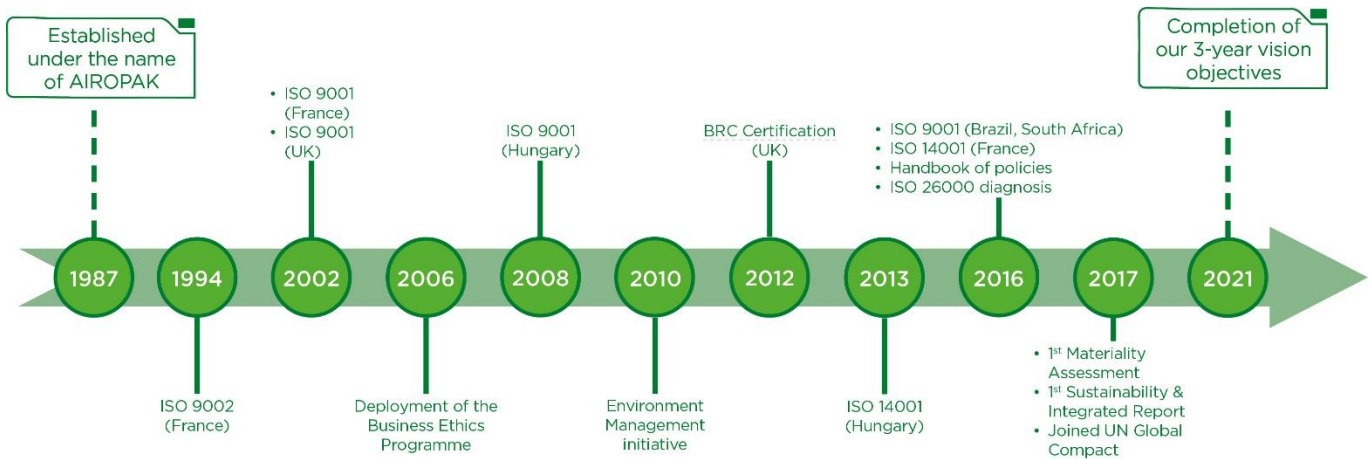 Established
under the name
of AIROPAK
Completion of
our 3-year vision
objectives
• ISO 9001
(France)
• ISO 9001
(UK)
ISO 9001
(Hungary)
BRC Certification
(UK)
• ISO 9001 (Brazil, South Africa)
• ISO 14001 (France)
• Handbook of policies
• ISO 26000 diagnosis
1987
1994
2002
2006
2008
2010
2012
2013
2016
2017
2021
ISO 9002
(France)
Deployment of the
Business Ethics
Programme
Environment
Management
initiative
ISO 14001
(Hungary)
• 1st Materiality
Assessment
• 1st Sustainability &
Integrated Report
• Joined UN Global
Compact